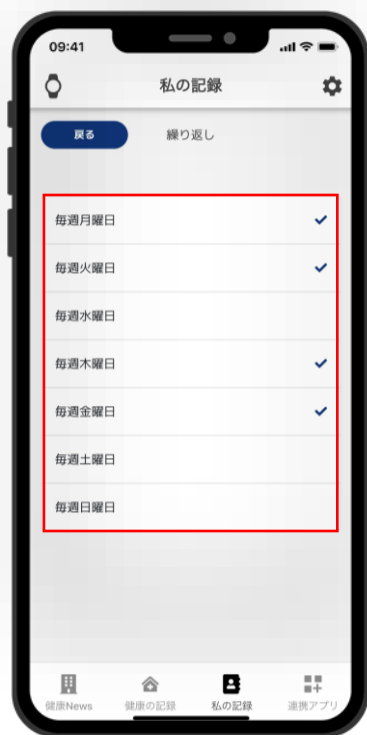 09:41
私の記録
戻る 繰り返し
毎週月曜日
毎週火曜日
毎週水曜日
毎週木曜日
毎週金曜日
毎週土曜日
毎週日曜日
健康News 健康の記録 私の記録 連携アプリ